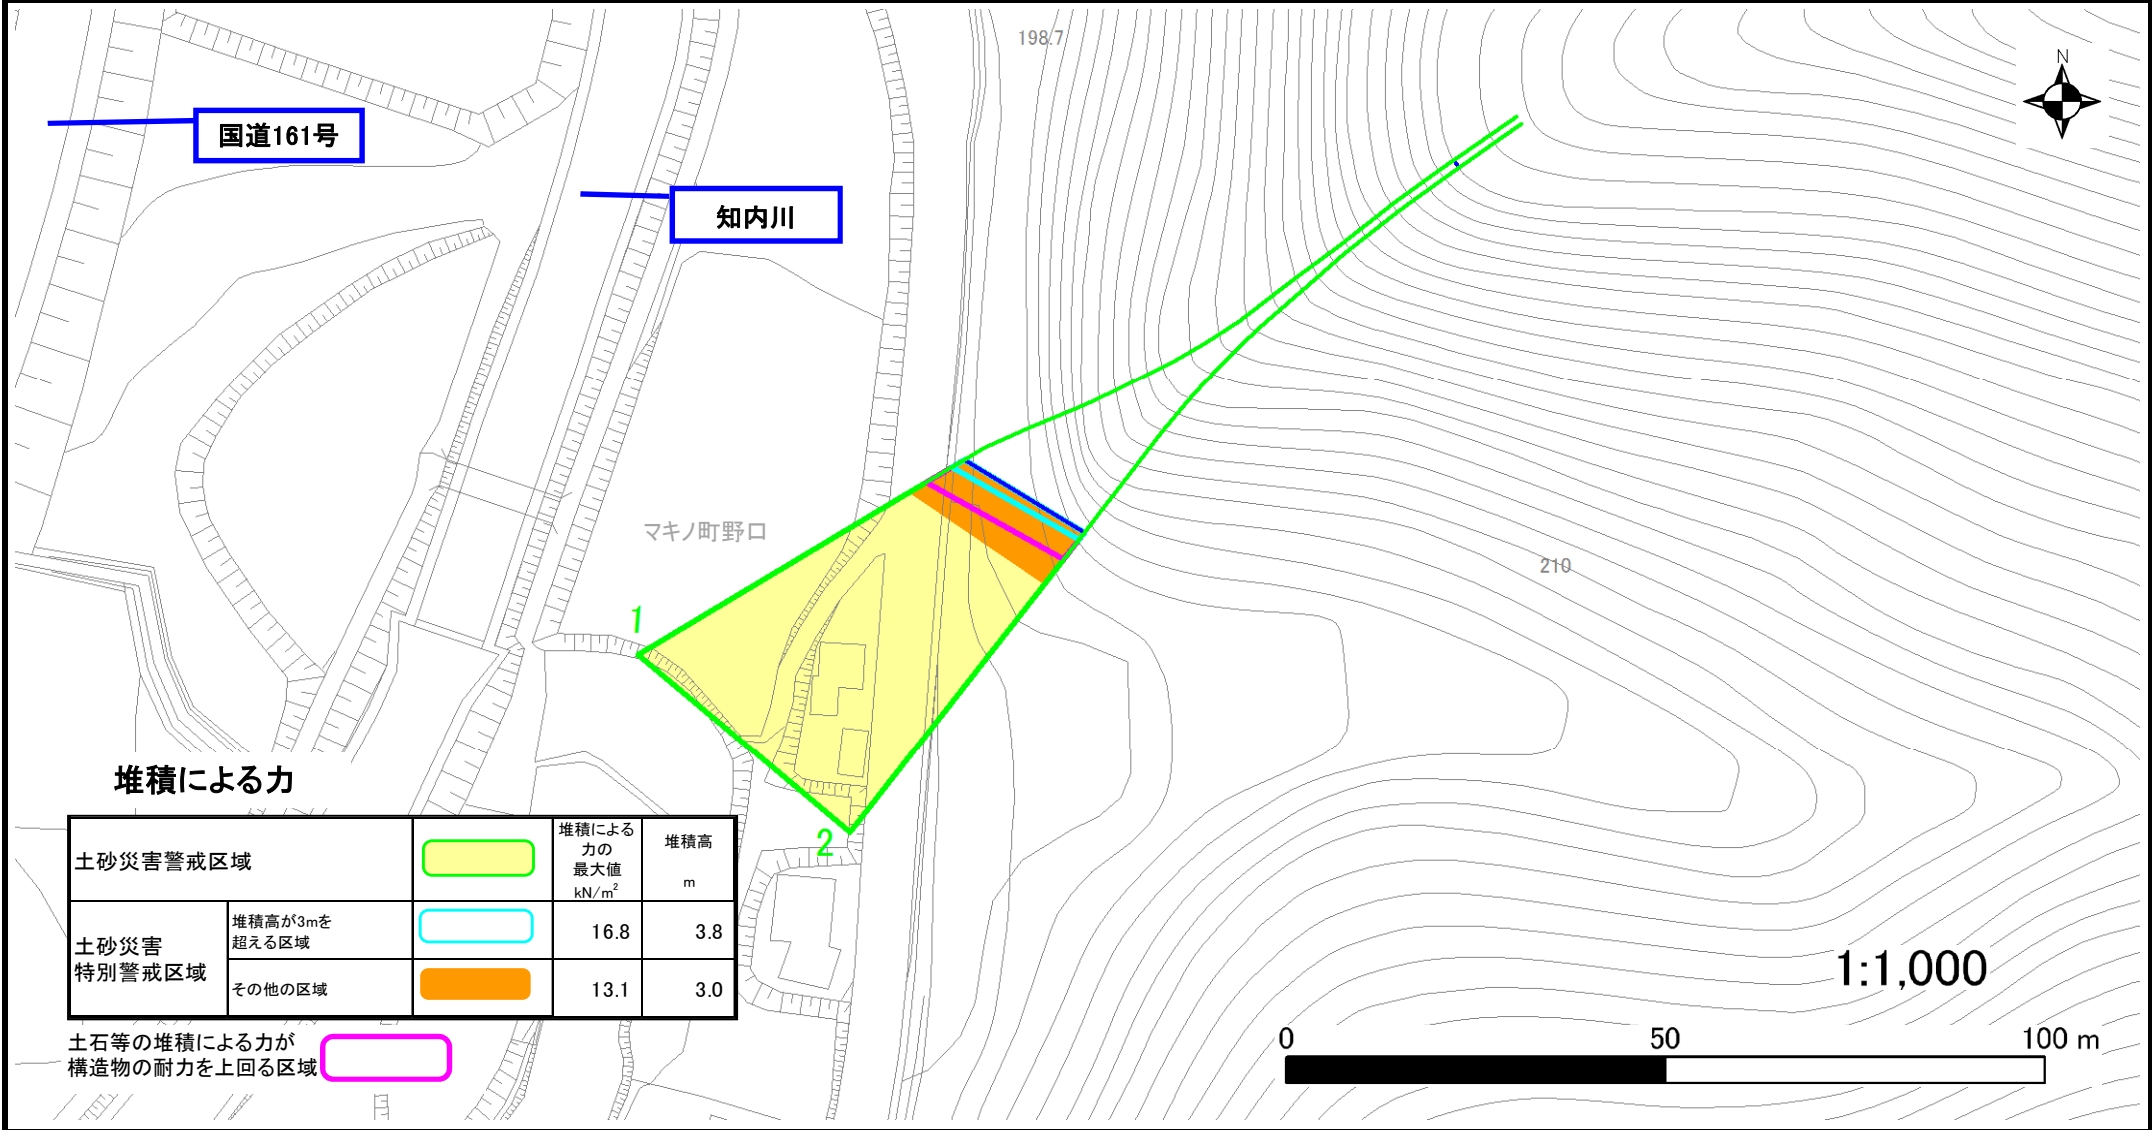 198.7
N
国道161号
知内川
マキノ町野口
210
1
2
堆積による力
土砂災害警戒区域
堆積による
力の
最大値
kN/m²
堆積高
m
土砂災害
特別警戒区域
堆積高が3mを
超える区域
16.8
3.8
その他の区域
13.1
3.0
土石等の堆積による力が
構造物の耐力を上回る区域
1:1,000
0
50
100 m